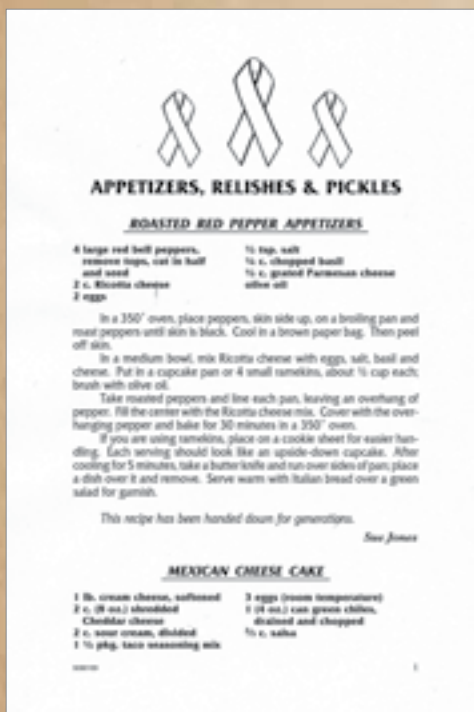 APPETIZERS, RELISHES & PICKLES
ROASTED RED PEPPER APPETIZERS
4 large red bell peppers,
remove tops, cut in half
and seed
2 c. Ricotta cheese
2 eggs
tsp. salt
c. chopped basil
c. grated Parmesan cheese
olive oil
In a 350° oven, place peppers, skin side up, on a broiling pan and
roast peppers until skin is black. Cool in a brown paper bag. Then peel
off skin.
In a medium bowl, mix Ricotta cheese with eggs, salt, basil and
cheese. Put in a cupcake pan or 4 small ramekins, about ½ cup each;
brush with olive oil.
Take roasted peppers and line each pan, leaving an overhang of
pepper. Fill the center with the Ricotta cheese mix. Cover with the over-
hanging pepper and bake for 30 minutes in a 350° oven.
If you are using ramekins, place on a cookie sheet for easier han-
dling. Each serving should look like an upside-down cupcake. After
cooling for 5 minutes, take a butter knife and run over sides of pan; place
a dish over it and remove. Serve warm with Italian bread over a green
salad for garnish.
This recipe has been handed down for generations.
Sue Jones
MEXICAN CHEESE CAKE
1 lb. cream cheese, softened
2 c. (8 oz.) shredded
Cheddar cheese
2 c. sour cream, divided
1 ½ pkg. taco seasoning mix
3 eggs (room temperature)
1 (4 oz.) can green chiles,
drained and chopped
c. salsa
1